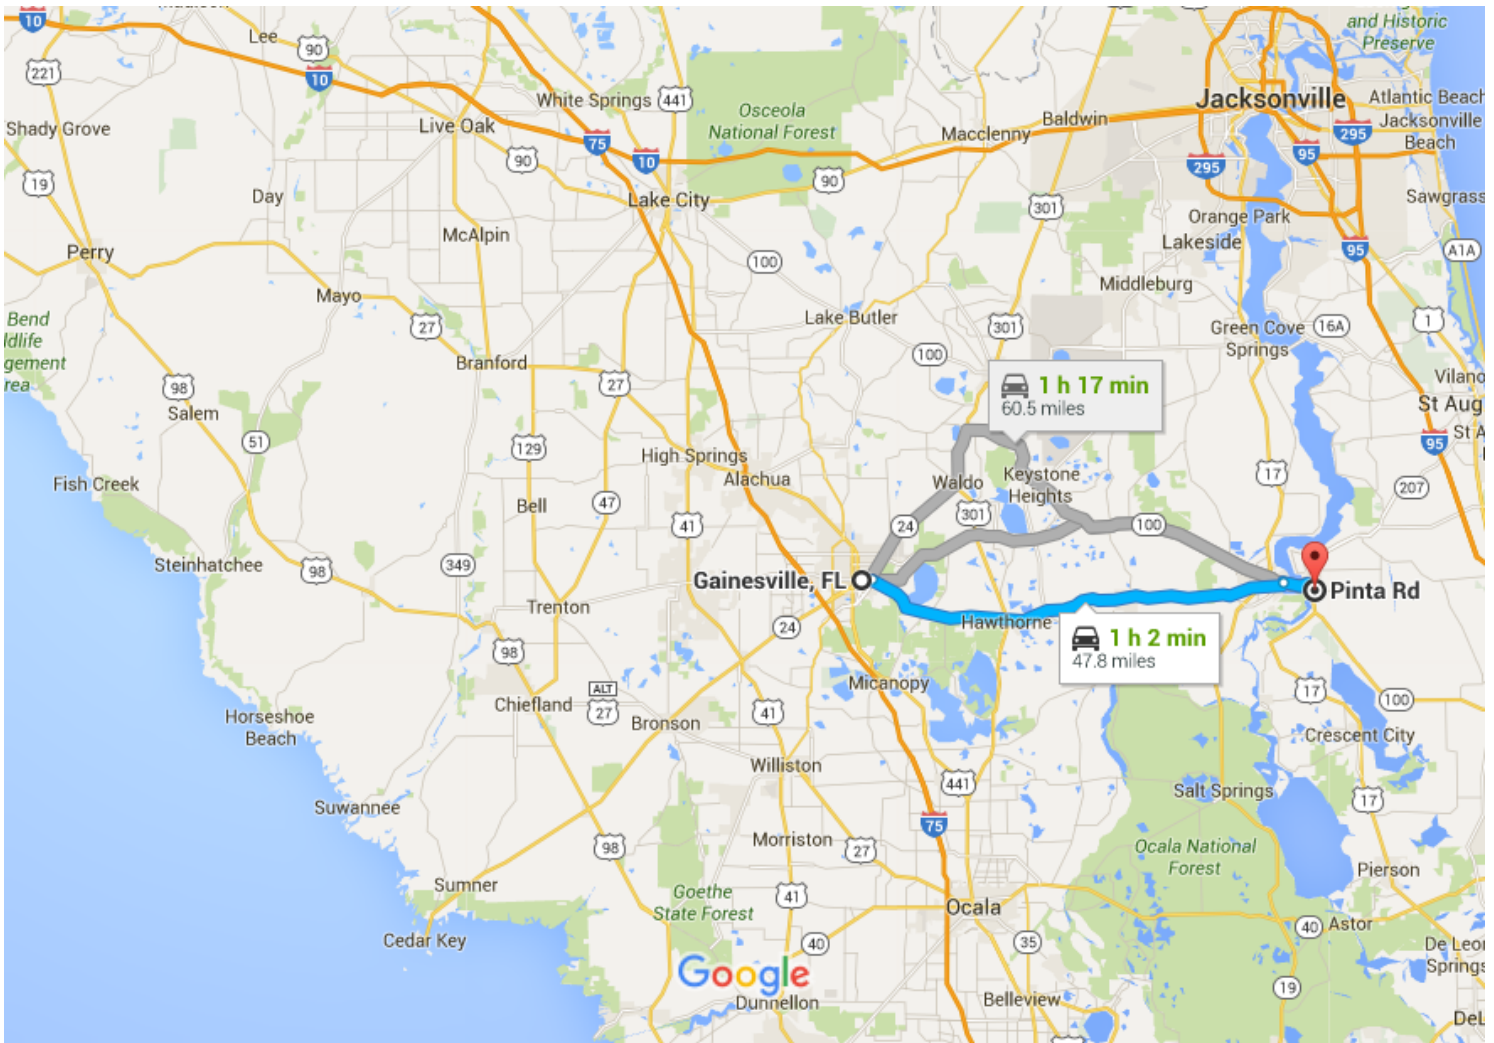 and Historic
Preserve
10
Lee
90
10
221
White Springs
441
Osceola
National Forest
Jacksonville
Atlantic Beach
Shady Grove
Live Oak
75
Macclenny
Baldwin
295
Jacksonville
Beach
90
10
95
295
19
Day
Lake City
90
301
Sawgrass
Orange Park
Lakeside
95
A1A
Perry
McAlpin
100
Middleburg
Mayo
27
Lake Butler
301
Green Cove
Springs
16A
1
Bend
Branford
100
98
27
1 h 17 min
60.5 miles
Vilano
Salem
St Aug
51
129
High Springs
Alachua
95
Waldo
Keystone
Heights
17
207
Fish Creek
Bell
47
41
24
301
100
Steinhatchee
98
349
Gainesville, FL
Pinta Rd
Trenton
24
Hawthorne
1 h 2 min
47.8 miles
98
Micanopy
ALT
27
Chiefland
Bronson
41
17
100
Horseshoe
Beach
Crescent City
Williston
441
Salt Springs
17
Suwannee
75
98
Morriston
27
Ocala National
Forest
Pierson
Sumner
Goethe
State Forest
41
Ocala
40
Astor
Cedar Key
40
35
De Leon
Springs
Google
Dunnellon
Belleview
19
DeL